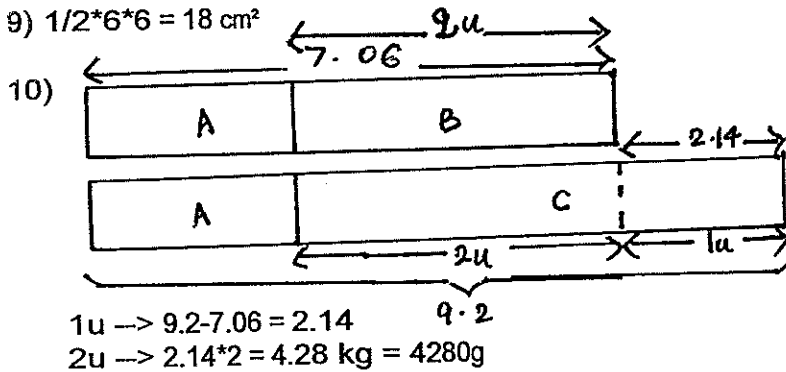 9) 1/2*6*6 = 18 cm²
2u
7.06
10)
A B
2.14
A C
2u 1u
9.2
1u --> 9.2-7.06 = 2.14
2u --> 2.14*2 = 4.28 kg = 4280g